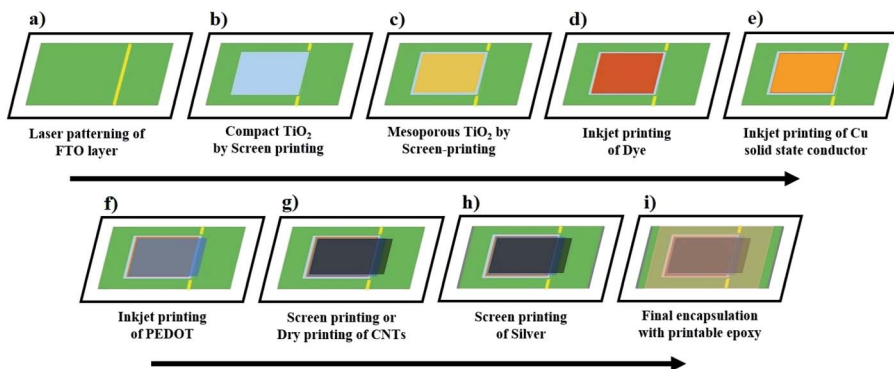 a)
b)
c)
d)
e)
Laser patterning of
FTO layer
Compact TiO₂
by Screen printing
Mesoporous TiO₂ by
Screen-printing
Inkjet printing
of Dye
Inkjet printing of Cu
solid state conductor
f)
g)
h)
i)
Inkjet printing
of PEDOT
Screen printing or
Dry printing of CNTs
Screen printing
of Silver
Final encapsulation
with printable epoxy